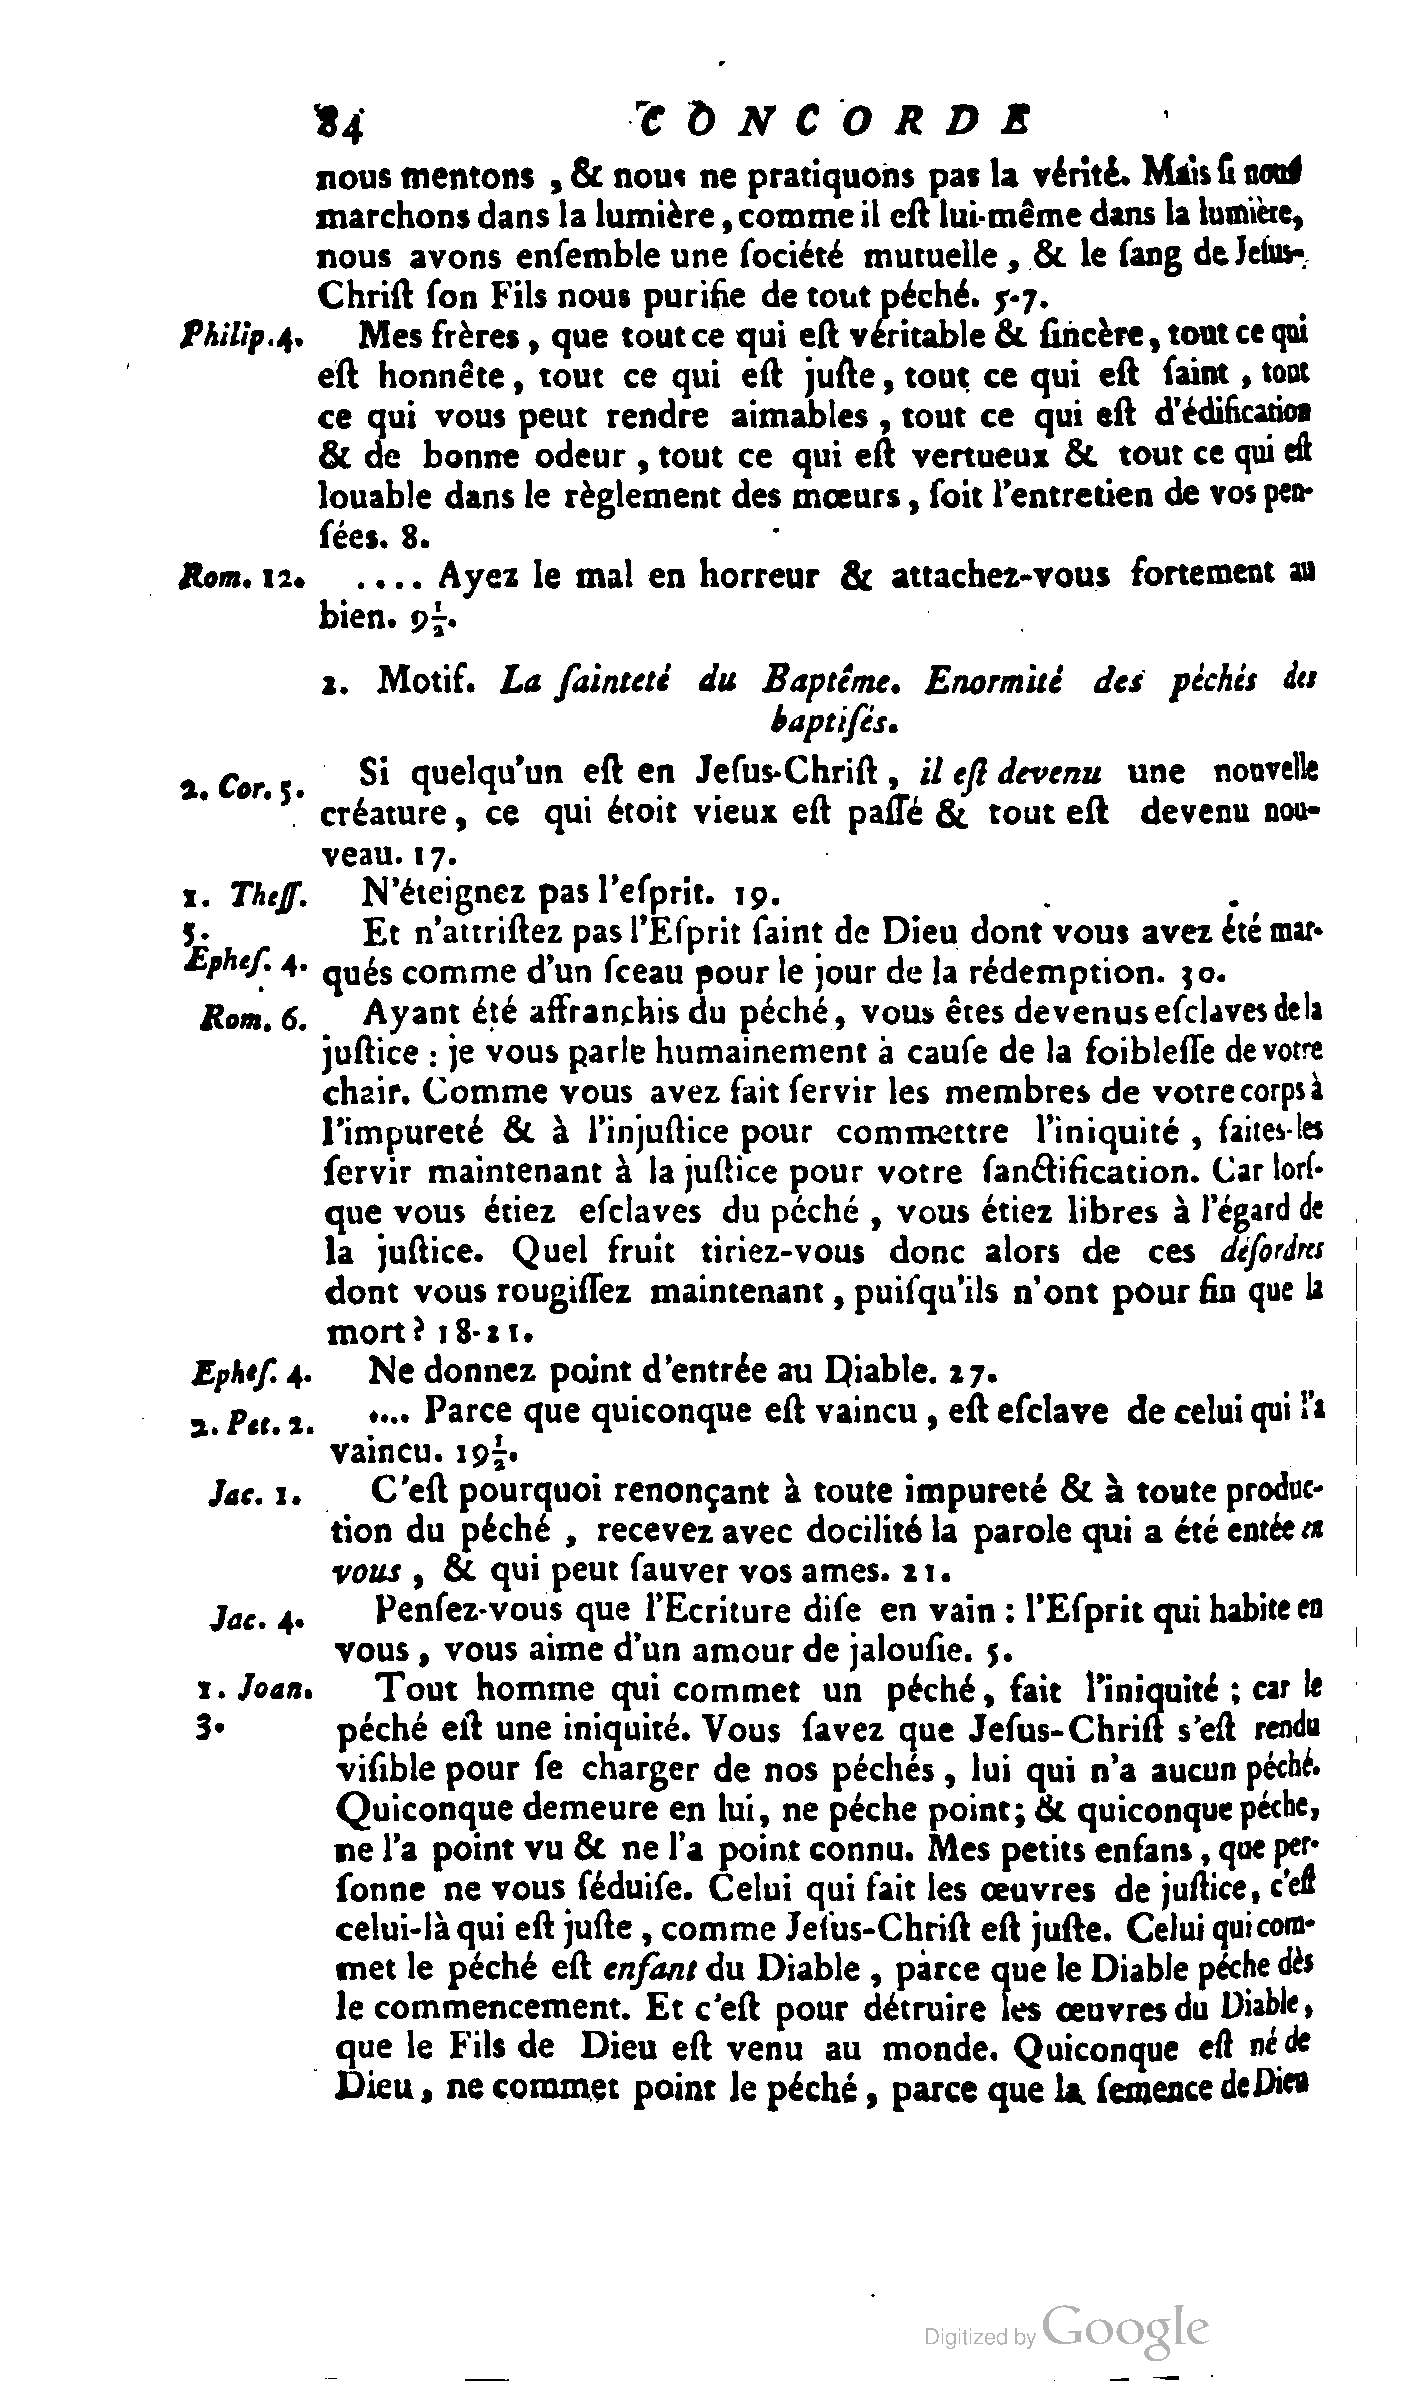 84 CONCORDE
nous mentons , & nous ne pratiquons pas la vérité. Mais ſi nous
marchons dans la lumière, comme il eſt lui-même dans la lumière,
nous avons enſemble une ſociété mutuelle , & le ſang de Jeſus-
Chriſt ſon Fils nous purifie de tout péché. 5-7.
Philip. 4. Mes frères, que tout ce qui eſt véritable & ſincère, tout ce qui
eſt honnête, tout ce qui eſt juſte, tout ce qui eſt ſaint , tout
ce qui vous peut rendre aimables , tout ce qui eſt d'édification
& de bonne odeur , tout ce qui eſt vertueux & tout ce qui eſt
louable dans le règlement des mœurs, ſoit l'entretien de vos pen-
ſées. 8.
Rom. 12. .... Ayez le mal en horreur & attachez-vous fortement au
bien. 9½.
2. Motif. La ſainteté du Baptême. Enormité des péchés des
baptiſés.
2. Cor. 5. Si quelqu'un eſt en Jeſus-Chriſt , il eſt devenu une nouvelle
créature, ce qui étoit vieux eſt paſſé & tout eſt devenu nou-
veau. 17.
1. Theſſ. N'éteignez pas l'eſprit. 19.
5. Et n'attriſtez pas l'Eſprit ſaint de Dieu dont vous avez été mar-
Epheſ. 4. qués comme d'un ſceau pour le jour de la rédemption. 30.
Rom. 6. Ayant été affranchis du péché, vous êtes devenus eſclaves de la
juſtice : je vous parle humainement à cauſe de la foibleſſe de votre
chair. Comme vous avez fait ſervir les membres de votre corps à
l'impureté & à l'injuſtice pour commettre l'iniquité , faites-les
ſervir maintenant à la juſtice pour votre ſanctification. Car lorſ-
que vous étiez eſclaves du péché , vous étiez libres à l'égard de
la juſtice. Quel fruit tiriez-vous donc alors de ces déſordres
dont vous rougiſſez maintenant , puiſqu'ils n'ont pour fin que la
mort ? 18-21.
Epheſ. 4. Ne donnez point d'entrée au Diable. 27.
2. Pet. 2. .... Parce que quiconque eſt vaincu , eſt eſclave de celui qui l'a
vaincu. 19½.
Jac. 1. C'eſt pourquoi renonçant à toute impureté & à toute produc-
tion du péché , recevez avec docilité la parole qui a été entée en
vous , & qui peut ſauver vos ames. 21.
Jac. 4. Penſez-vous que l'Ecriture diſe en vain : l'Eſprit qui habite en
vous , vous aime d'un amour de jalouſie. 5.
1. Joan. Tout homme qui commet un péché, fait l'iniquité ; car le
3. péché eſt une iniquité. Vous ſavez que Jeſus-Chriſt s'eſt rendu
viſible pour ſe charger de nos péchés , lui qui n'a aucun péché.
Quiconque demeure en lui, ne péche point; & quiconque péche,
ne l'a point vu & ne l'a point connu. Mes petits enfans , que per-
ſonne ne vous ſéduiſe. Celui qui fait les œuvres de juſtice, c'eſt
celui-là qui eſt juſte , comme Jeſus-Chriſt eſt juſte. Celui qui com-
met le péché eſt enfant du Diable , parce que le Diable péche dès
le commencement. Et c'eſt pour détruire les œuvres du Diable,
que le Fils de Dieu eſt venu au monde. Quiconque eſt né de
Dieu, ne commet point le péché , parce que la ſemence de Dieu
Digitized by Google